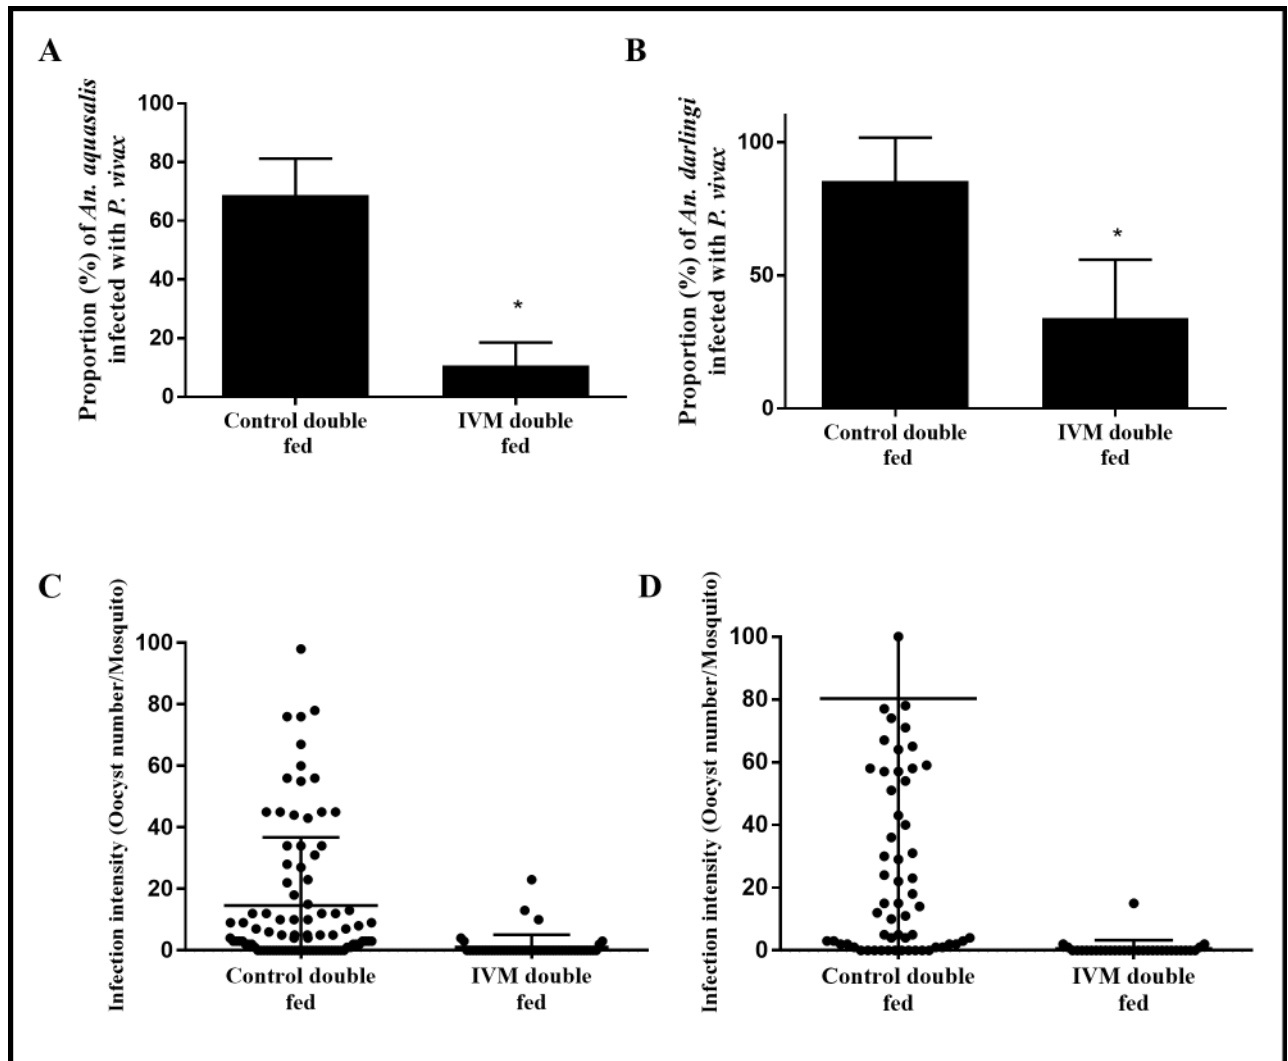 A
Proportion (%) of An. aquasalis
infected with P. vivax
100
80
60
40
20
0
*
Control double
fed
IVM double
fed
B
Proportion (%) of An. darlingi
infected with P. vivax
100
50
0
*
Control double
fed
IVM double
fed
C
Infection intensity (Oocyst number/Mosquito)
100
80
60
40
20
0
Control double
fed
IVM double
fed
D
Infection intensity (Oocyst number/Mosquito)
100
80
60
40
20
0
Control double
fed
IVM double
fed